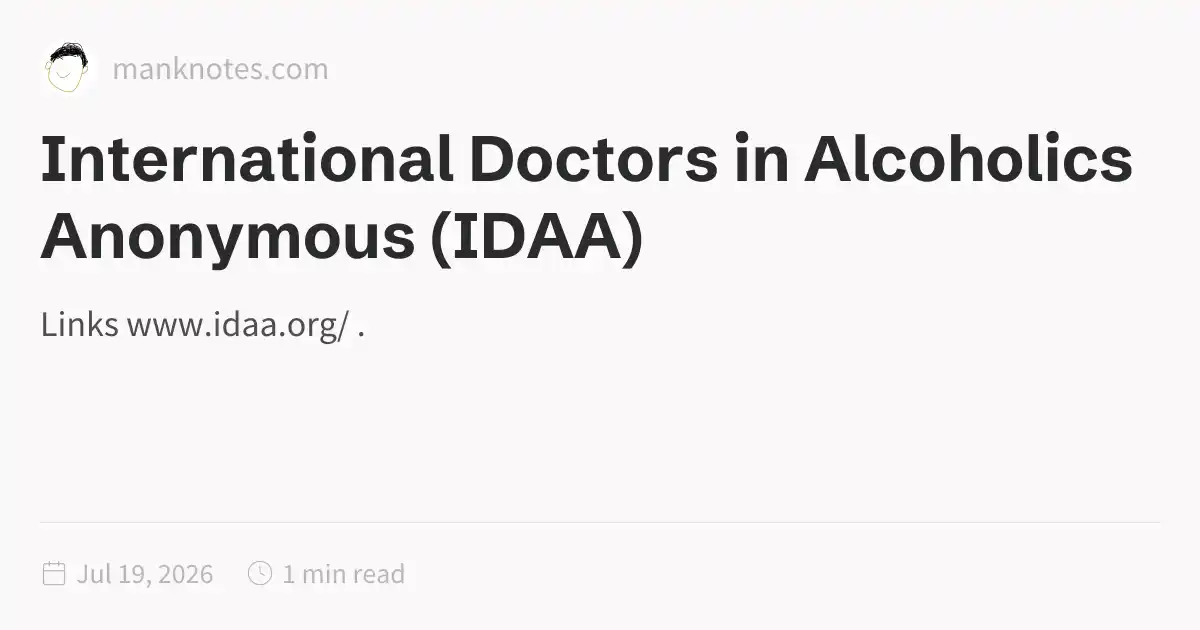 manknotes.com
International Doctors in Alcoholics
Anonymous (IDAA)
Links www.idaa.org/ .
Jul 19, 2026 1 min read